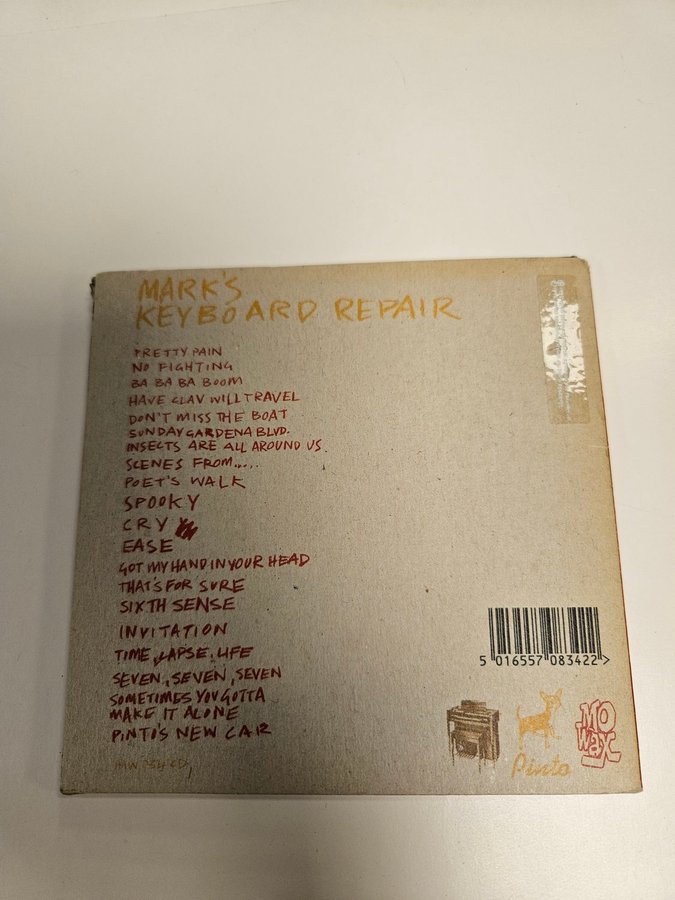 MARK'S
KEYBOARD REPAIR
PRETTY PAIN
NO FIGHTING
BA BA BA BOOM
HAVE CLAV WILL TRAVEL
DON'T MISS THE BOAT
SUNDAY GARDENA BLVD.
INSECTS ARE ALL AROUND US.
SCENES FROM.....
POET'S WALK
SPOOKY
CRY
EASE
GOT MY HAND IN YOUR HEAD
THAT'S FOR SURE
SIXTH SENSE
INVITATION
TIME, LAPSE, LIFE
SEVEN, SEVEN, SEVEN
SOMETIMES YOU GOTTA
MAKE IT ALONE
PINTO'S NEW CAR
MW 34 CD
5 016557 083422 >
Pinto
MO
WAX